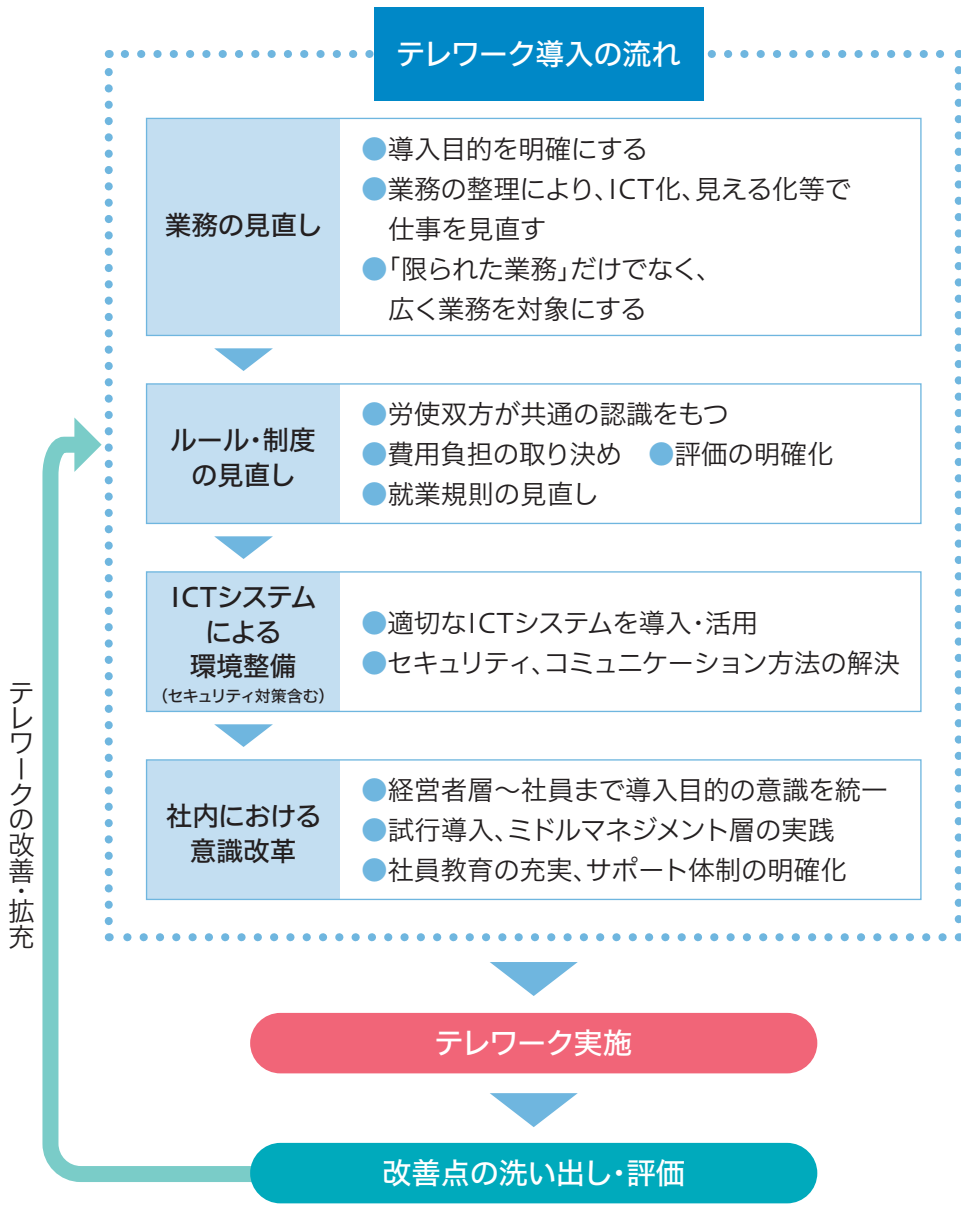 テレワーク導入の流れ
業務の見直し
●導入目的を明確にする
●業務の整理により、ICT化、見える化等で
仕事を見直す
●「限られた業務」だけでなく、
広く業務を対象にする
ルール・制度
の見直し
●労使双方が共通の認識をもつ
●費用負担の取り決め ●評価の明確化
●就業規則の見直し
ICTシステム
による
環境整備
(セキュリティ対策含む)
●適切なICTシステムを導入・活用
●セキュリティ、コミュニケーション方法の解決
社内における
意識改革
●経営者層～社員まで導入目的の意識を統一
●試行導入、ミドルマネジメント層の実践
●社員教育の充実、サポート体制の明確化
テレワーク実施
改善点の洗い出し・評価
テレワークの改善・拡充